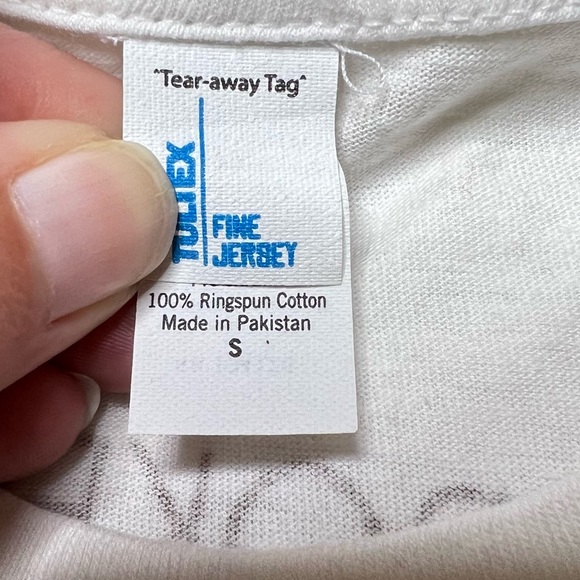 "Tear-away Tag"
TULTEX
FINE
JERSEY
100% Ringspun Cotton
Made in Pakistan
S